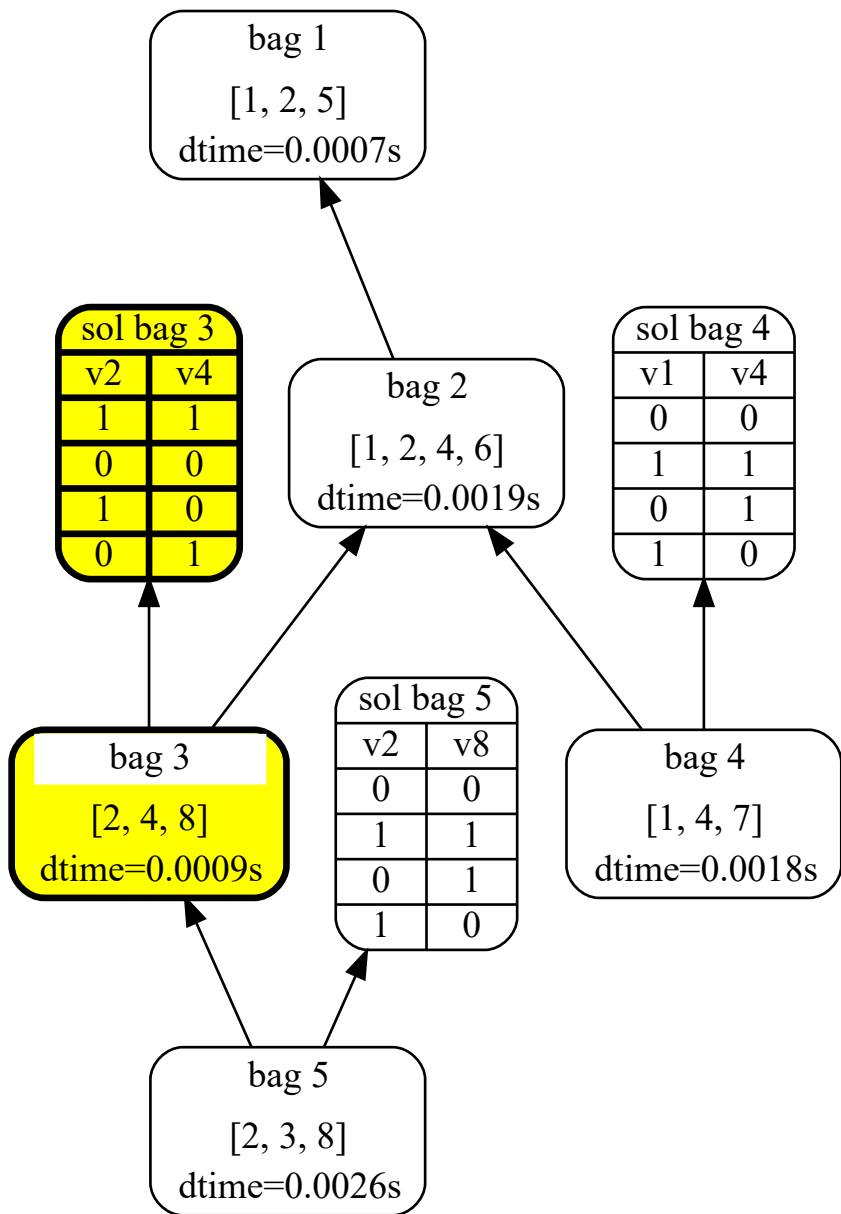 bag 1
[1, 2, 5]
dtime=0.0007s
sol bag 3
v2 v4
1 1
0 0
1 0
0 1
bag 2
[1, 2, 4, 6]
dtime=0.0019s
sol bag 4
v1 v4
0 0
1 1
0 1
1 0
bag 3
[2, 4, 8]
dtime=0.0009s
sol bag 5
v2 v8
0 0
1 1
0 1
1 0
bag 4
[1, 4, 7]
dtime=0.0018s
bag 5
[2, 3, 8]
dtime=0.0026s